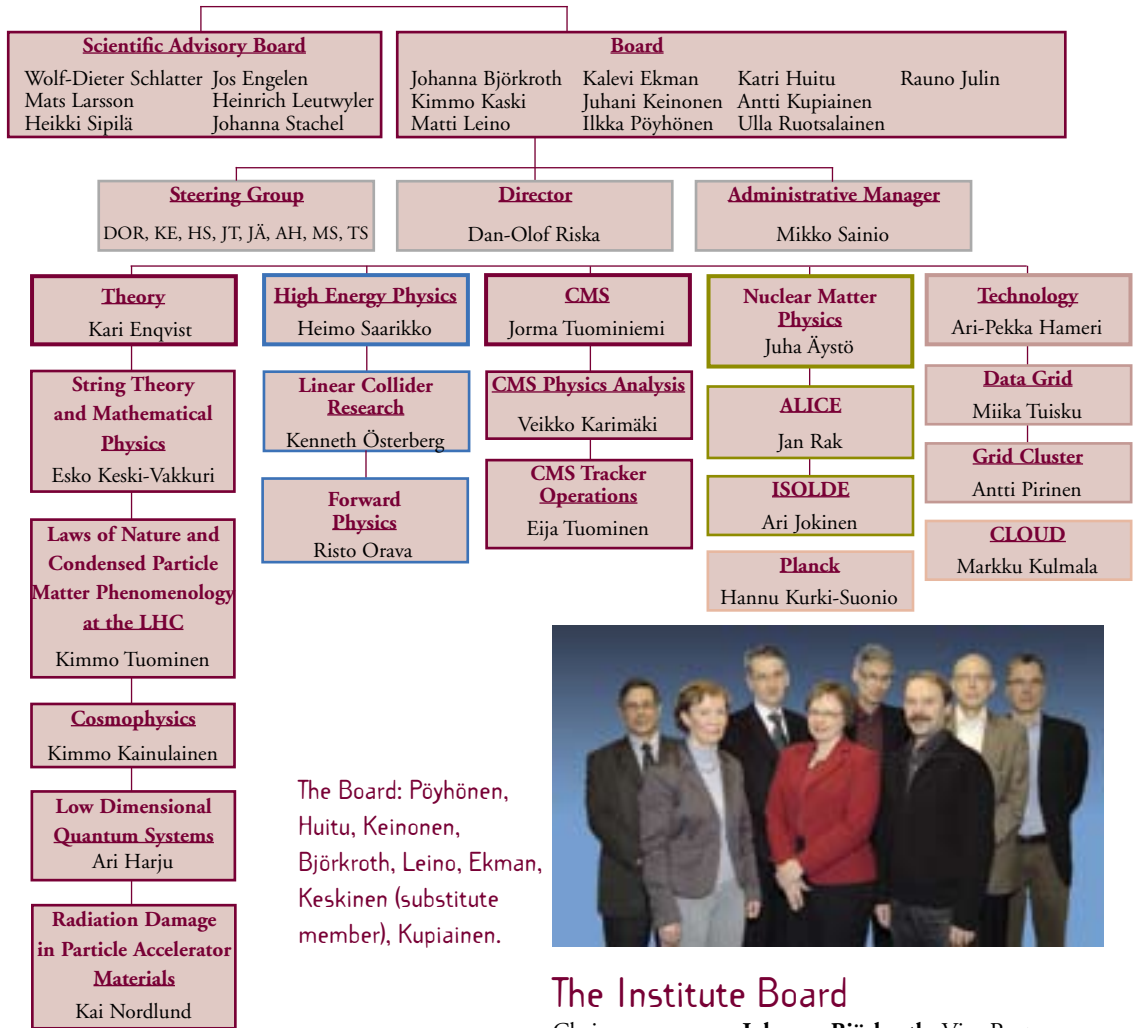 Scientific Advisory Board
Wolf-Dieter Schlatter Jos Engelen
Mats Larsson Heinrich Leutwyler
Heikki Sipilä Johanna Stachel
Board
Johanna Björkroth Kalevi Ekman Katri Huitu Rauno Julin
Kimmo Kaski Juhani Keinonen Antti Kupiainen
Matti Leino Ilkka Pöyhönen Ulla Ruotsalainen
Steering Group
DOR, KE, HS, JT, JÄ, AH, MS, TS
Director
Dan-Olof Riska
Administrative Manager
Mikko Sainio
Theory
Kari Enqvist
String Theory
and Mathematical
Physics
Esko Keski-Vakkuri
Laws of Nature and
Condensed Particle
Matter Phenomenology
at the LHC
Kimmo Tuominen
Cosmophysics
Kimmo Kainulainen
Low Dimensional
Quantum Systems
Ari Harju
Radiation Damage
in Particle Accelerator
Materials
Kai Nordlund
High Energy Physics
Heimo Saarikko
Linear Collider
Research
Kenneth Österberg
Forward
Physics
Risto Orava
CMS
Jorma Tuominiemi
CMS Physics Analysis
Veikko Karimäki
CMS Tracker
Operations
Eija Tuominen
Nuclear Matter
Physics
Juha Äystö
ALICE
Jan Rak
ISOLDE
Ari Jokinen
Planck
Hannu Kurki-Suonio
Technology
Ari-Pekka Hameri
Data Grid
Miika Tuisku
Grid Cluster
Antti Pirinen
CLOUD
Markku Kulmala
The Board: Pöyhönen,
Huitu, Keinonen,
Björkroth, Leino, Ekman,
Keskinen (substitute
member), Kupiainen.
The Institute Board